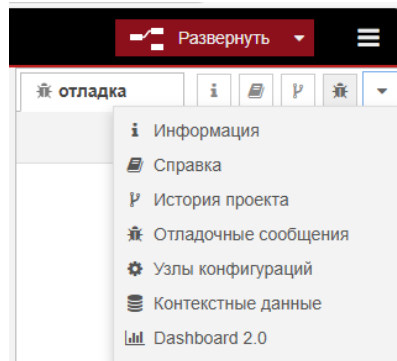 Развернуть
отладка
i
Информация
Справка
История проекта
Отладочные сообщения
Узлы конфигураций
Контекстные данные
Dashboard 2.0